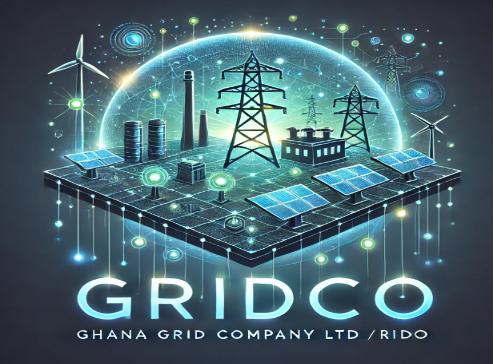 GRIDCO
GHANA GRID COMPANY LTD /RIDO